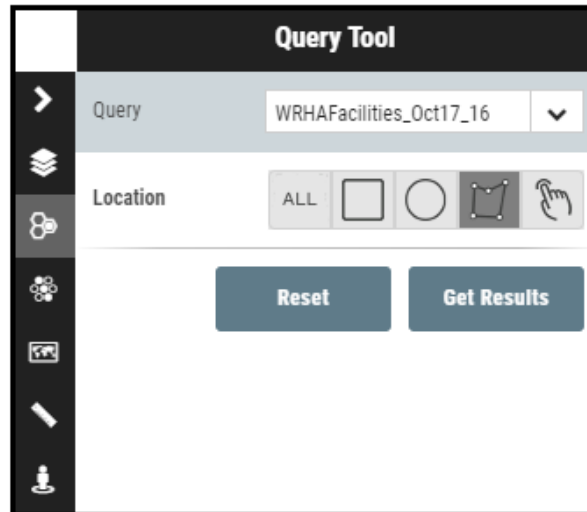 Query Tool
Query WRHAFacilities_Oct17_16
Location ALL
Reset Get Results